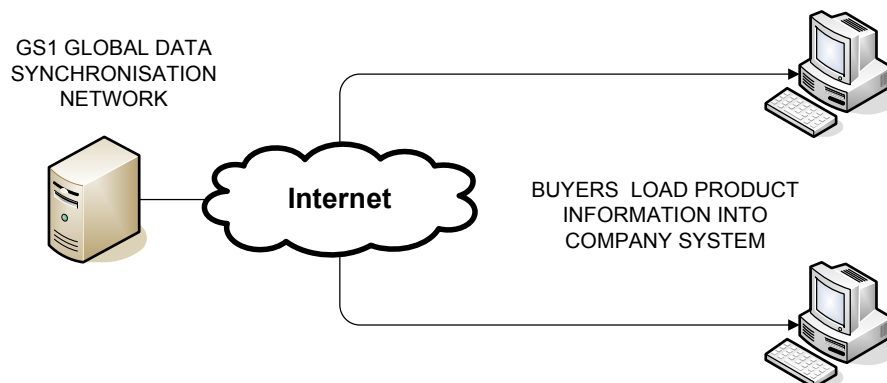 GS1 GLOBAL DATA
SYNCHRONISATION
NETWORK
Internet
BUYERS  LOAD PRODUCT
INFORMATION INTO
COMPANY SYSTEM